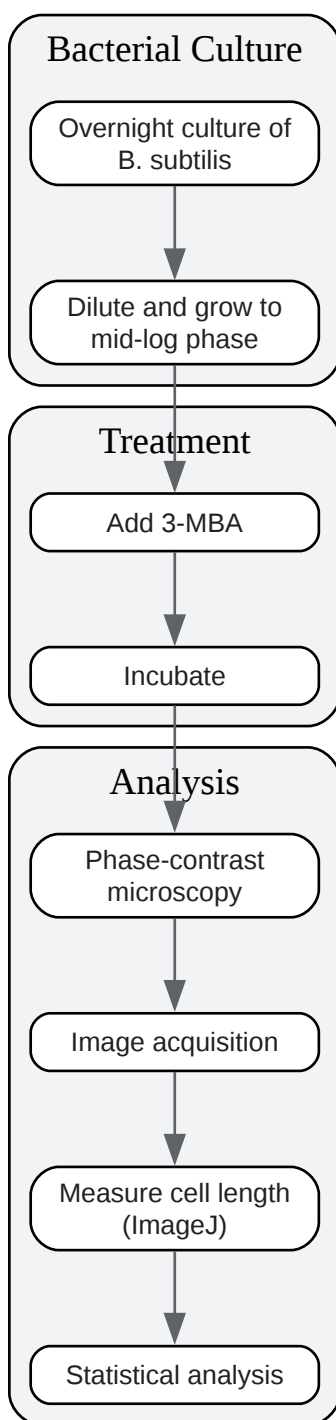 Bacterial Culture
Overnight culture of
B. subtilis
Dilute and grow to
mid-log phase
Treatment
Add 3-MBA
Incubate
Analysis
Phase-contrast
microscopy
Image acquisition
Measure cell length
(ImageJ)
Statistical analysis